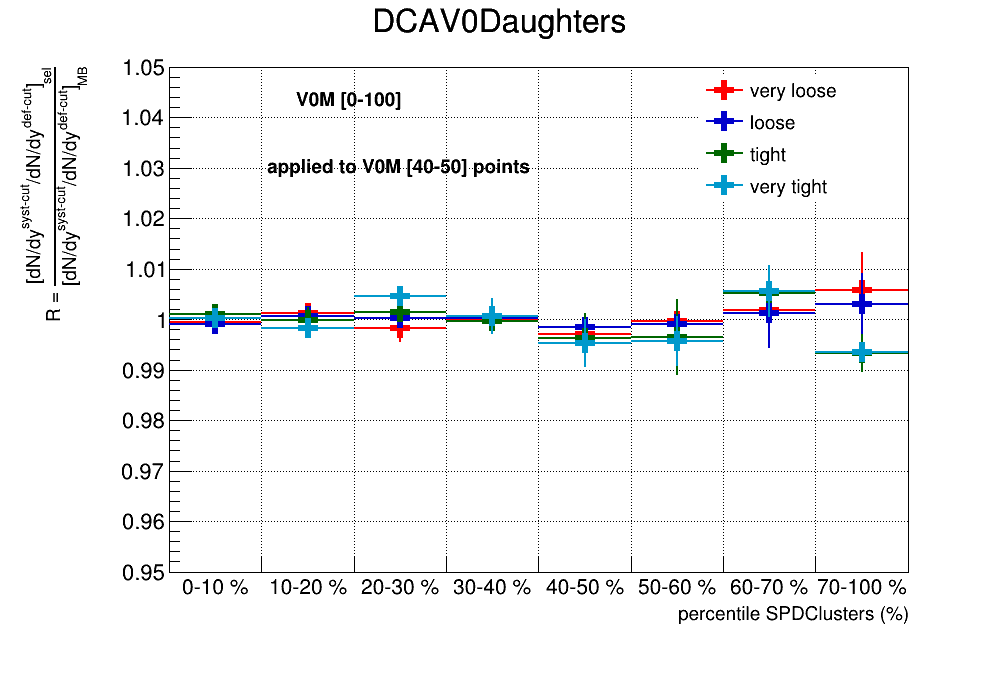 DCAV0Daughters
R = [dN/dy^syst-cut/dN/dy^def-cut]_sel / [dN/dy^syst-cut/dN/dy^def-cut]_MB
V0M [0-100]
applied to V0M [40-50] points
very loose
loose
tight
very tight
1.05
1.04
1.03
1.02
1.01
1
0.99
0.98
0.97
0.96
0.95
0-10 % 10-20 % 20-30 % 30-40 % 40-50 % 50-60 % 60-70 % 70-100 %
percentile SPDClusters (%)